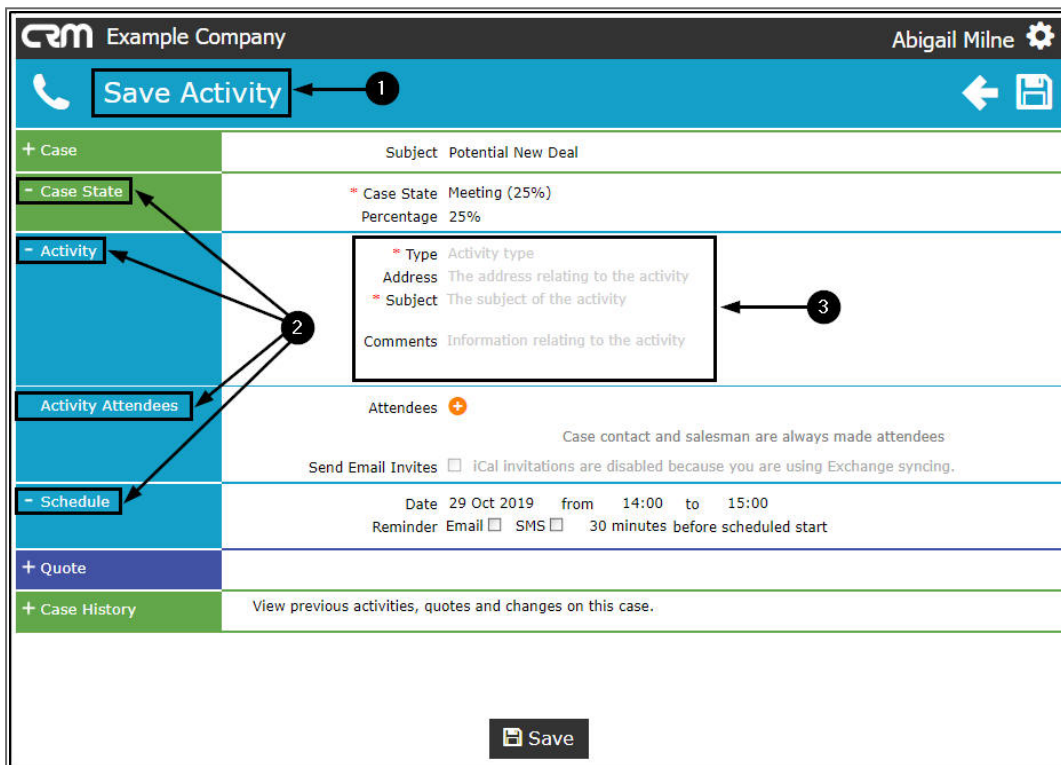 CRM Example Company Abigail Milne
Save Activity 1
+ Case Subject Potential New Deal
- Case State * Case State Meeting (25%)
Percentage 25%
- Activity * Type Activity type
Address The address relating to the activity
* Subject The subject of the activity
3
2
Comments Information relating to the activity
Activity Attendees Attendees
Case contact and salesman are always made attendees
Send Email Invites iCal invitations are disabled because you are using Exchange syncing.
- Schedule Date 29 Oct 2019 from 14:00 to 15:00
Reminder Email SMS 30 minutes before scheduled start
+ Quote
+ Case History View previous activities, quotes and changes on this case.
Save